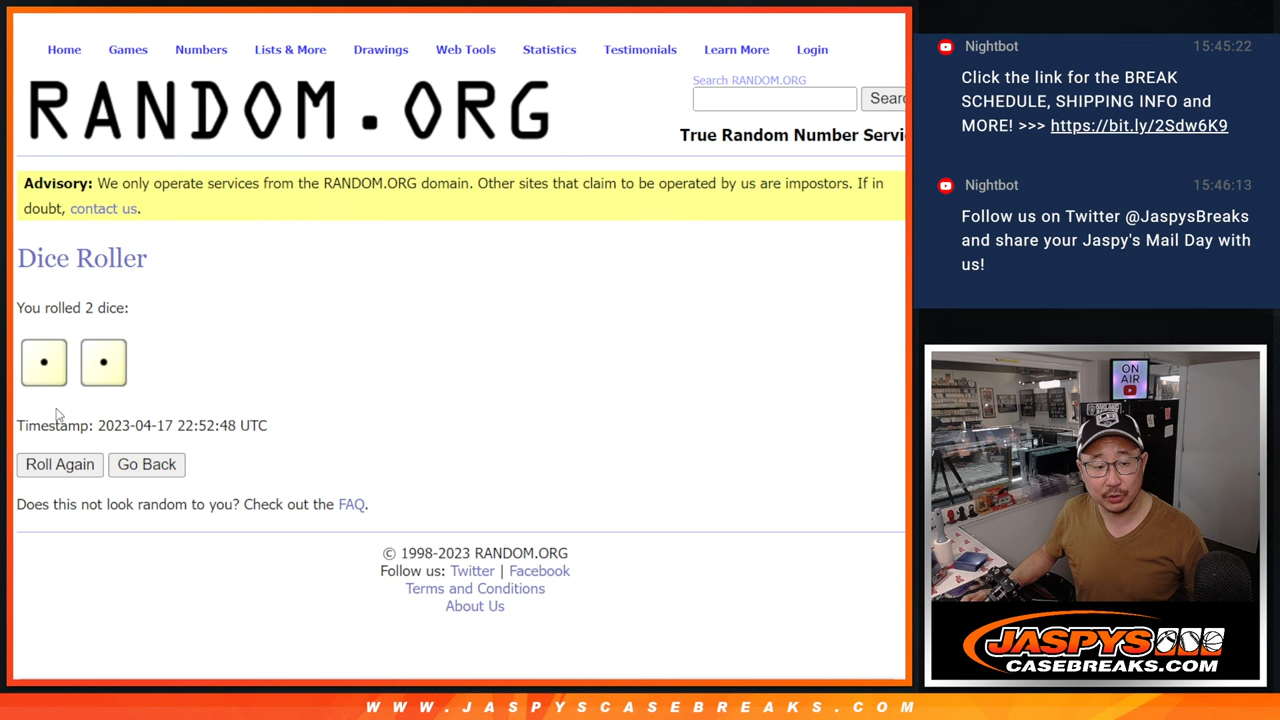 Home Games Numbers Lists & More Drawings Web Tools Statistics Testimonials Learn More Login
RANDOM.ORG
Search RANDOM.ORG
Searc
True Random Number Servi
Advisory: We only operate services from the RANDOM.ORG domain. Other sites that claim to be operated by us are impostors. If in
doubt, contact us.
Dice Roller
You rolled 2 dice:
Timestamp: 2023-04-17 22:52:48 UTC
Roll Again Go Back
Does this not look random to you? Check out the FAQ.
© 1998-2023 RANDOM.ORG
Follow us: Twitter | Facebook
Terms and Conditions
About Us
Nightbot 15:45:22
Click the link for the BREAK
SCHEDULE, SHIPPING INFO and
MORE! >>> https://bit.ly/2Sdw6K9
Nightbot 15:46:13
Follow us on Twitter @JaspysBreaks
and share your Jaspy's Mail Day with
us!
ON
AIR
JASPYS
CASEBREAKS.COM
WWW.JASPYSCASEBREAKS.COM